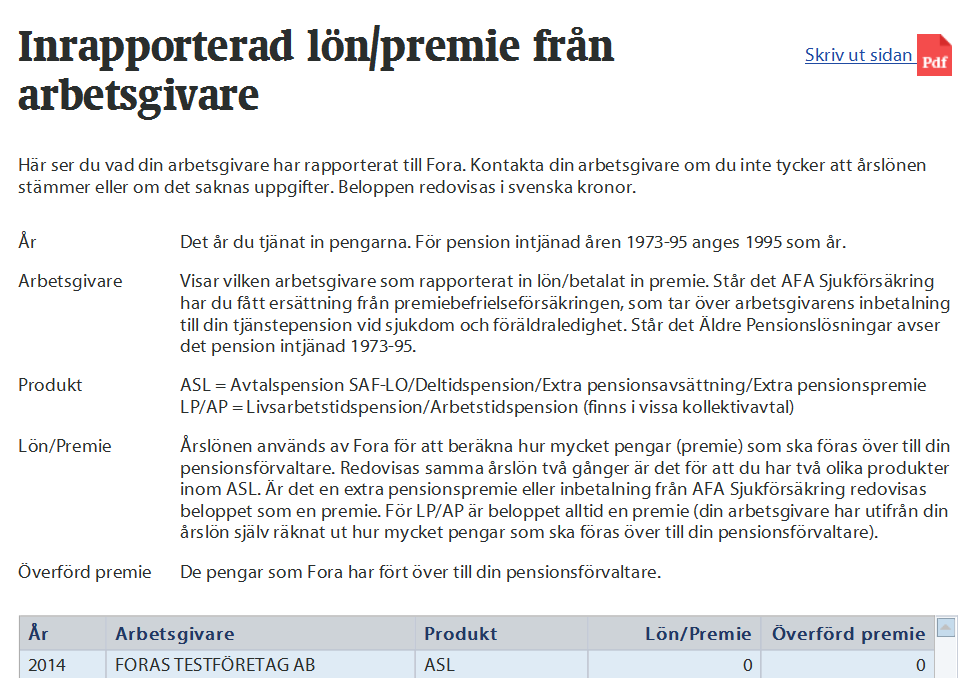 Inrapporterad lön/premie från
arbetsgivare
Skriv ut sidan
Pdf
Här ser du vad din arbetsgivare har rapporterat till Fora. Kontakta din arbetsgivare om du inte tycker att årslönen
stämmer eller om det saknas uppgifter. Beloppen redovisas i svenska kronor.
År Det år du tjänat in pengarna. För pension intjänad åren 1973-95 anges 1995 som år.
Arbetsgivare Visar vilken arbetsgivare som rapporterat in lön/betalat in premie. Står det AFA Sjukförsäkring
har du fått ersättning från premiebefrielseförsäkringen, som tar över arbetsgivarens inbetalning
till din tjänstepension vid sjukdom och föräldraledighet. Står det Äldre Pensionslösningar avser
det pension intjänad 1973-95.
Produkt ASL = Avtalspension SAF-LO/Deltidspension/Extra pensionsavsättning/Extra pensionspremie
LP/AP = Livsarbetstidspension/Arbetstidspension (finns i vissa kollektivavtal)
Lön/Premie Årslönen används av Fora för att beräkna hur mycket pengar (premie) som ska föras över till din
pensionsförvaltare. Redovisas samma årslön två gånger är det för att du har två olika produkter
inom ASL. Är det en extra pensionspremie eller inbetalning från AFA Sjukförsäkring redovisas
beloppet som en premie. För LP/AP är beloppet alltid en premie (din arbetsgivare har utifrån din
årslön själv räknat ut hur mycket pengar som ska föras över till din pensionsförvaltare).
Överförd premie De pengar som Fora har fört över till din pensionsförvaltare.
År Arbetsgivare Produkt Lön/Premie Överförd premie
2014 FORAS TESTFÖRETAG AB ASL 0 0